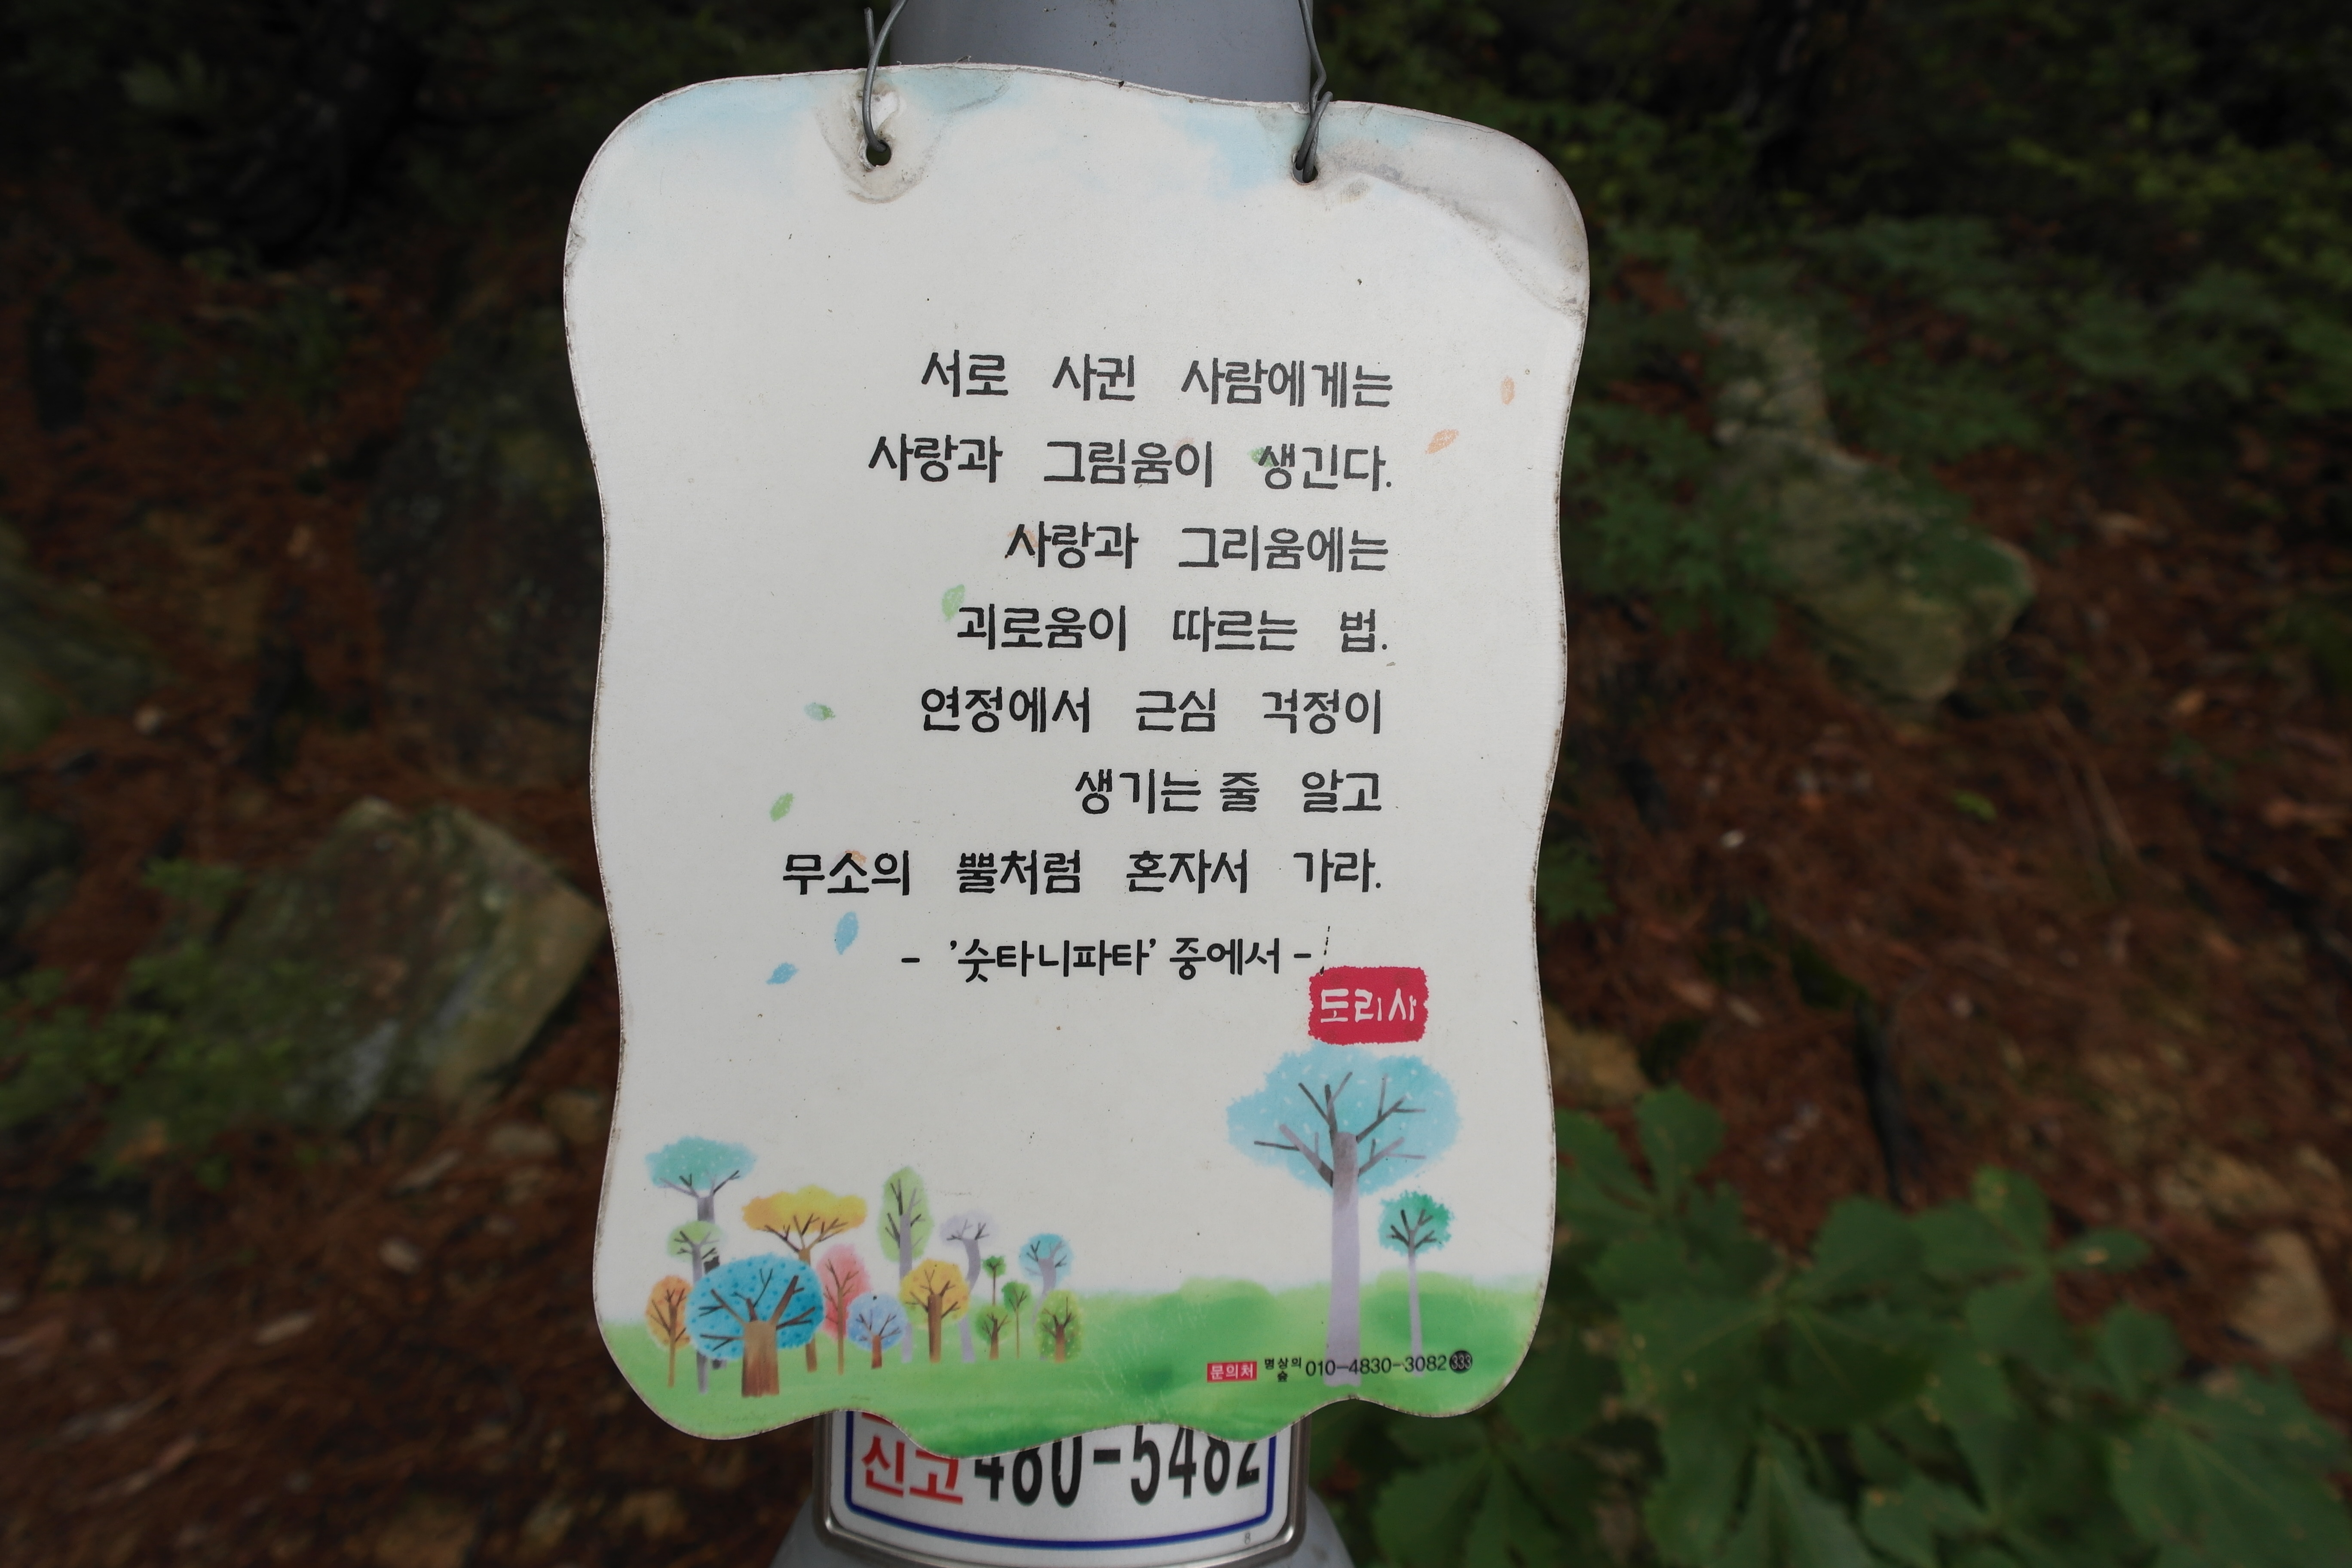 서로 사귄 사람에게는
사랑과 그림움이 생긴다.
사랑과 그리움에는
괴로움이 따르는 법.
연정에서 근심 걱정이
생기는 줄 알고
무소의 뿔처럼 혼자서 가라.
- '숫타니파타' 중에서 -
도리사
문의처 명상의숲 010-4830-3082 333
신고 480-5482
8